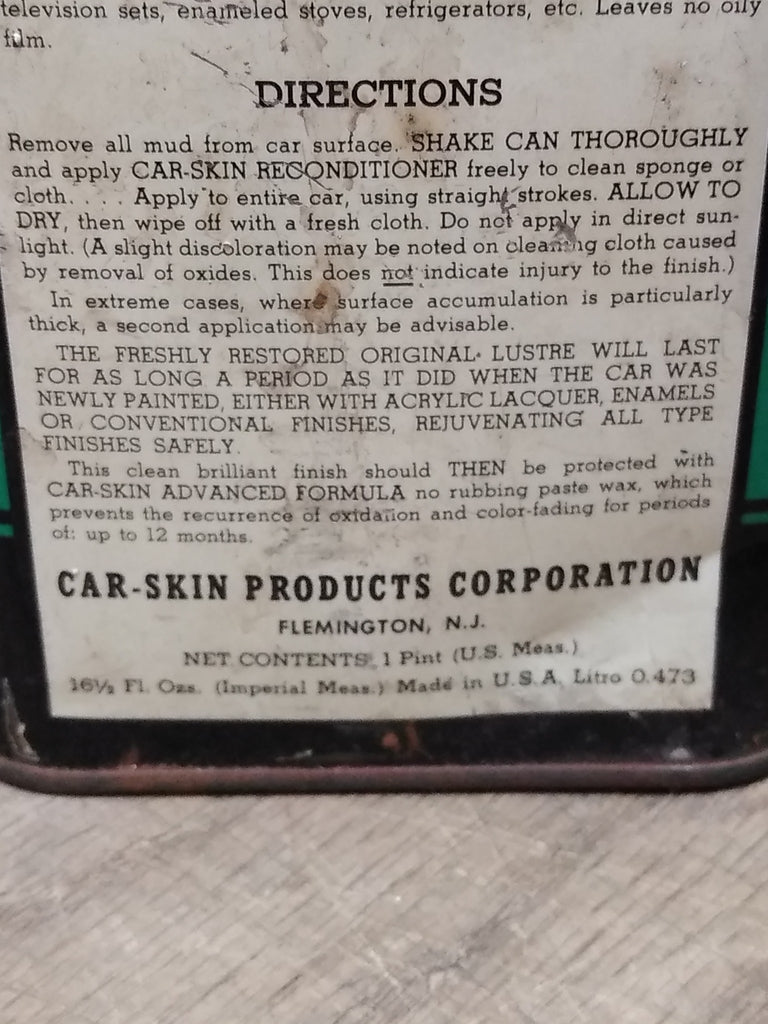 television sets, enameled stoves, refrigerators, etc. Leaves no oily
film.
DIRECTIONS
Remove all mud from car surface. SHAKE CAN THOROUGHLY
and apply CAR-SKIN RECONDITIONER freely to clean sponge or
cloth. . . . Apply to entire car, using straight strokes. ALLOW TO
DRY, then wipe off with a fresh cloth. Do not apply in direct sun-
light. (A slight discoloration may be noted on cleaning cloth caused
by removal of oxides. This does not indicate injury to the finish.)
In extreme cases, where surface accumulation is particularly
thick, a second application may be advisable.
THE FRESHLY RESTORED ORIGINAL LUSTRE WILL LAST
FOR AS LONG A PERIOD AS IT DID WHEN THE CAR WAS
NEWLY PAINTED, EITHER WITH ACRYLIC LACQUER, ENAMELS
OR CONVENTIONAL FINISHES, REJUVENATING ALL TYPE
FINISHES SAFELY.
This clean brilliant finish should THEN be protected with
CAR-SKIN ADVANCED FORMULA no rubbing paste wax, which
prevents the recurrence of oxidation and color-fading for periods
of: up to 12 months.
CAR-SKIN PRODUCTS CORPORATION
FLEMINGTON, N.J.
NET CONTENTS 1 Pint (U.S. Meas.)
16½ Fl. Ozs. (Imperial Meas.) Made in U.S.A. Litro 0.473